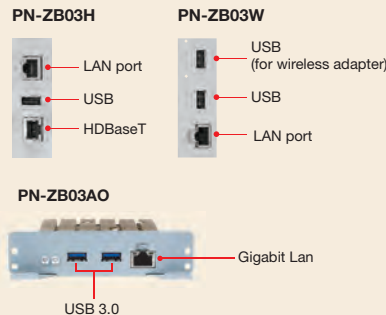 PN-ZB03H
LAN port
USB
HDBaseT
PN-ZB03W
USB
(for wireless adapter)
USB
LAN port
PN-ZB03AO
Gigabit Lan
USB 3.0